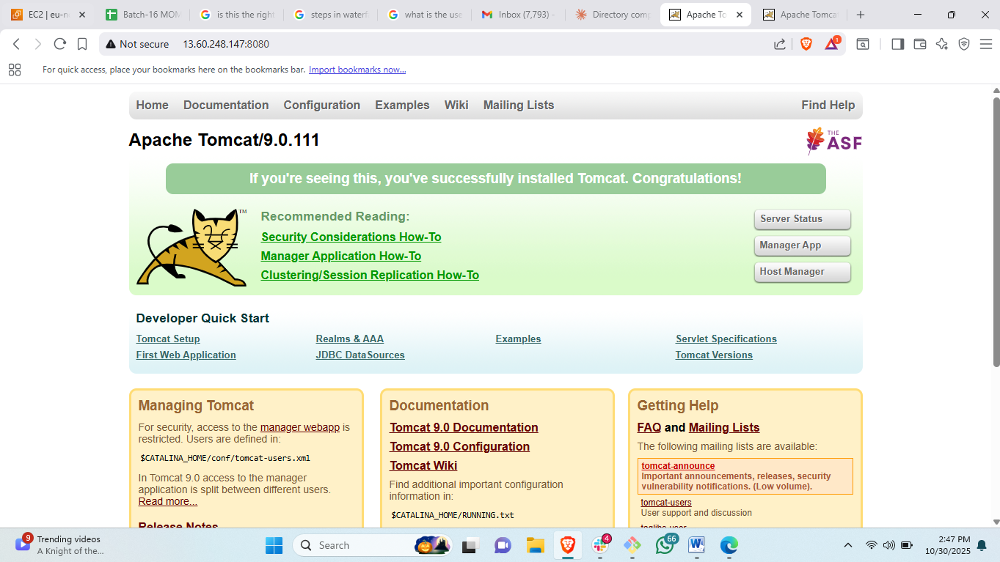 EC2 | eu-n
Batch-16 MOM
is this the right
steps in waterf
what is the use
Inbox (7,793) -
Directory comp
Apache To
Apache Tomca
Not secure 13.60.248.147:8080
1
For quick access, place your bookmarks here on the bookmarks bar. Import bookmarks now...
Home Documentation Configuration Examples Wiki Mailing Lists Find Help
Apache Tomcat/9.0.111
THE
ASF
If you're seeing this, you've successfully installed Tomcat. Congratulations!
TM
Recommended Reading:
Security Considerations How-To
Manager Application How-To
Clustering/Session Replication How-To
Server Status
Manager App
Host Manager
Developer Quick Start
Tomcat Setup
First Web Application
Realms & AAA
JDBC DataSources
Examples
Servlet Specifications
Tomcat Versions
Managing Tomcat
For security, access to the manager webapp is
restricted. Users are defined in:
$CATALINA_HOME/conf/tomcat-users.xml
In Tomcat 9.0 access to the manager
application is split between different users.
Read more...
Release Notes
Documentation
Tomcat 9.0 Documentation
Tomcat 9.0 Configuration
Tomcat Wiki
Find additional important configuration
information in:
$CATALINA_HOME/RUNNING.txt
Getting Help
FAQ and Mailing Lists
The following mailing lists are available:
tomcat-announce
Important announcements, releases, security
vulnerability notifications. (Low volume).
tomcat-users
User support and discussion
taglibs-user
9
Trending videos
A Knight of the...
Search
4
66
2:47 PM
10/30/2025